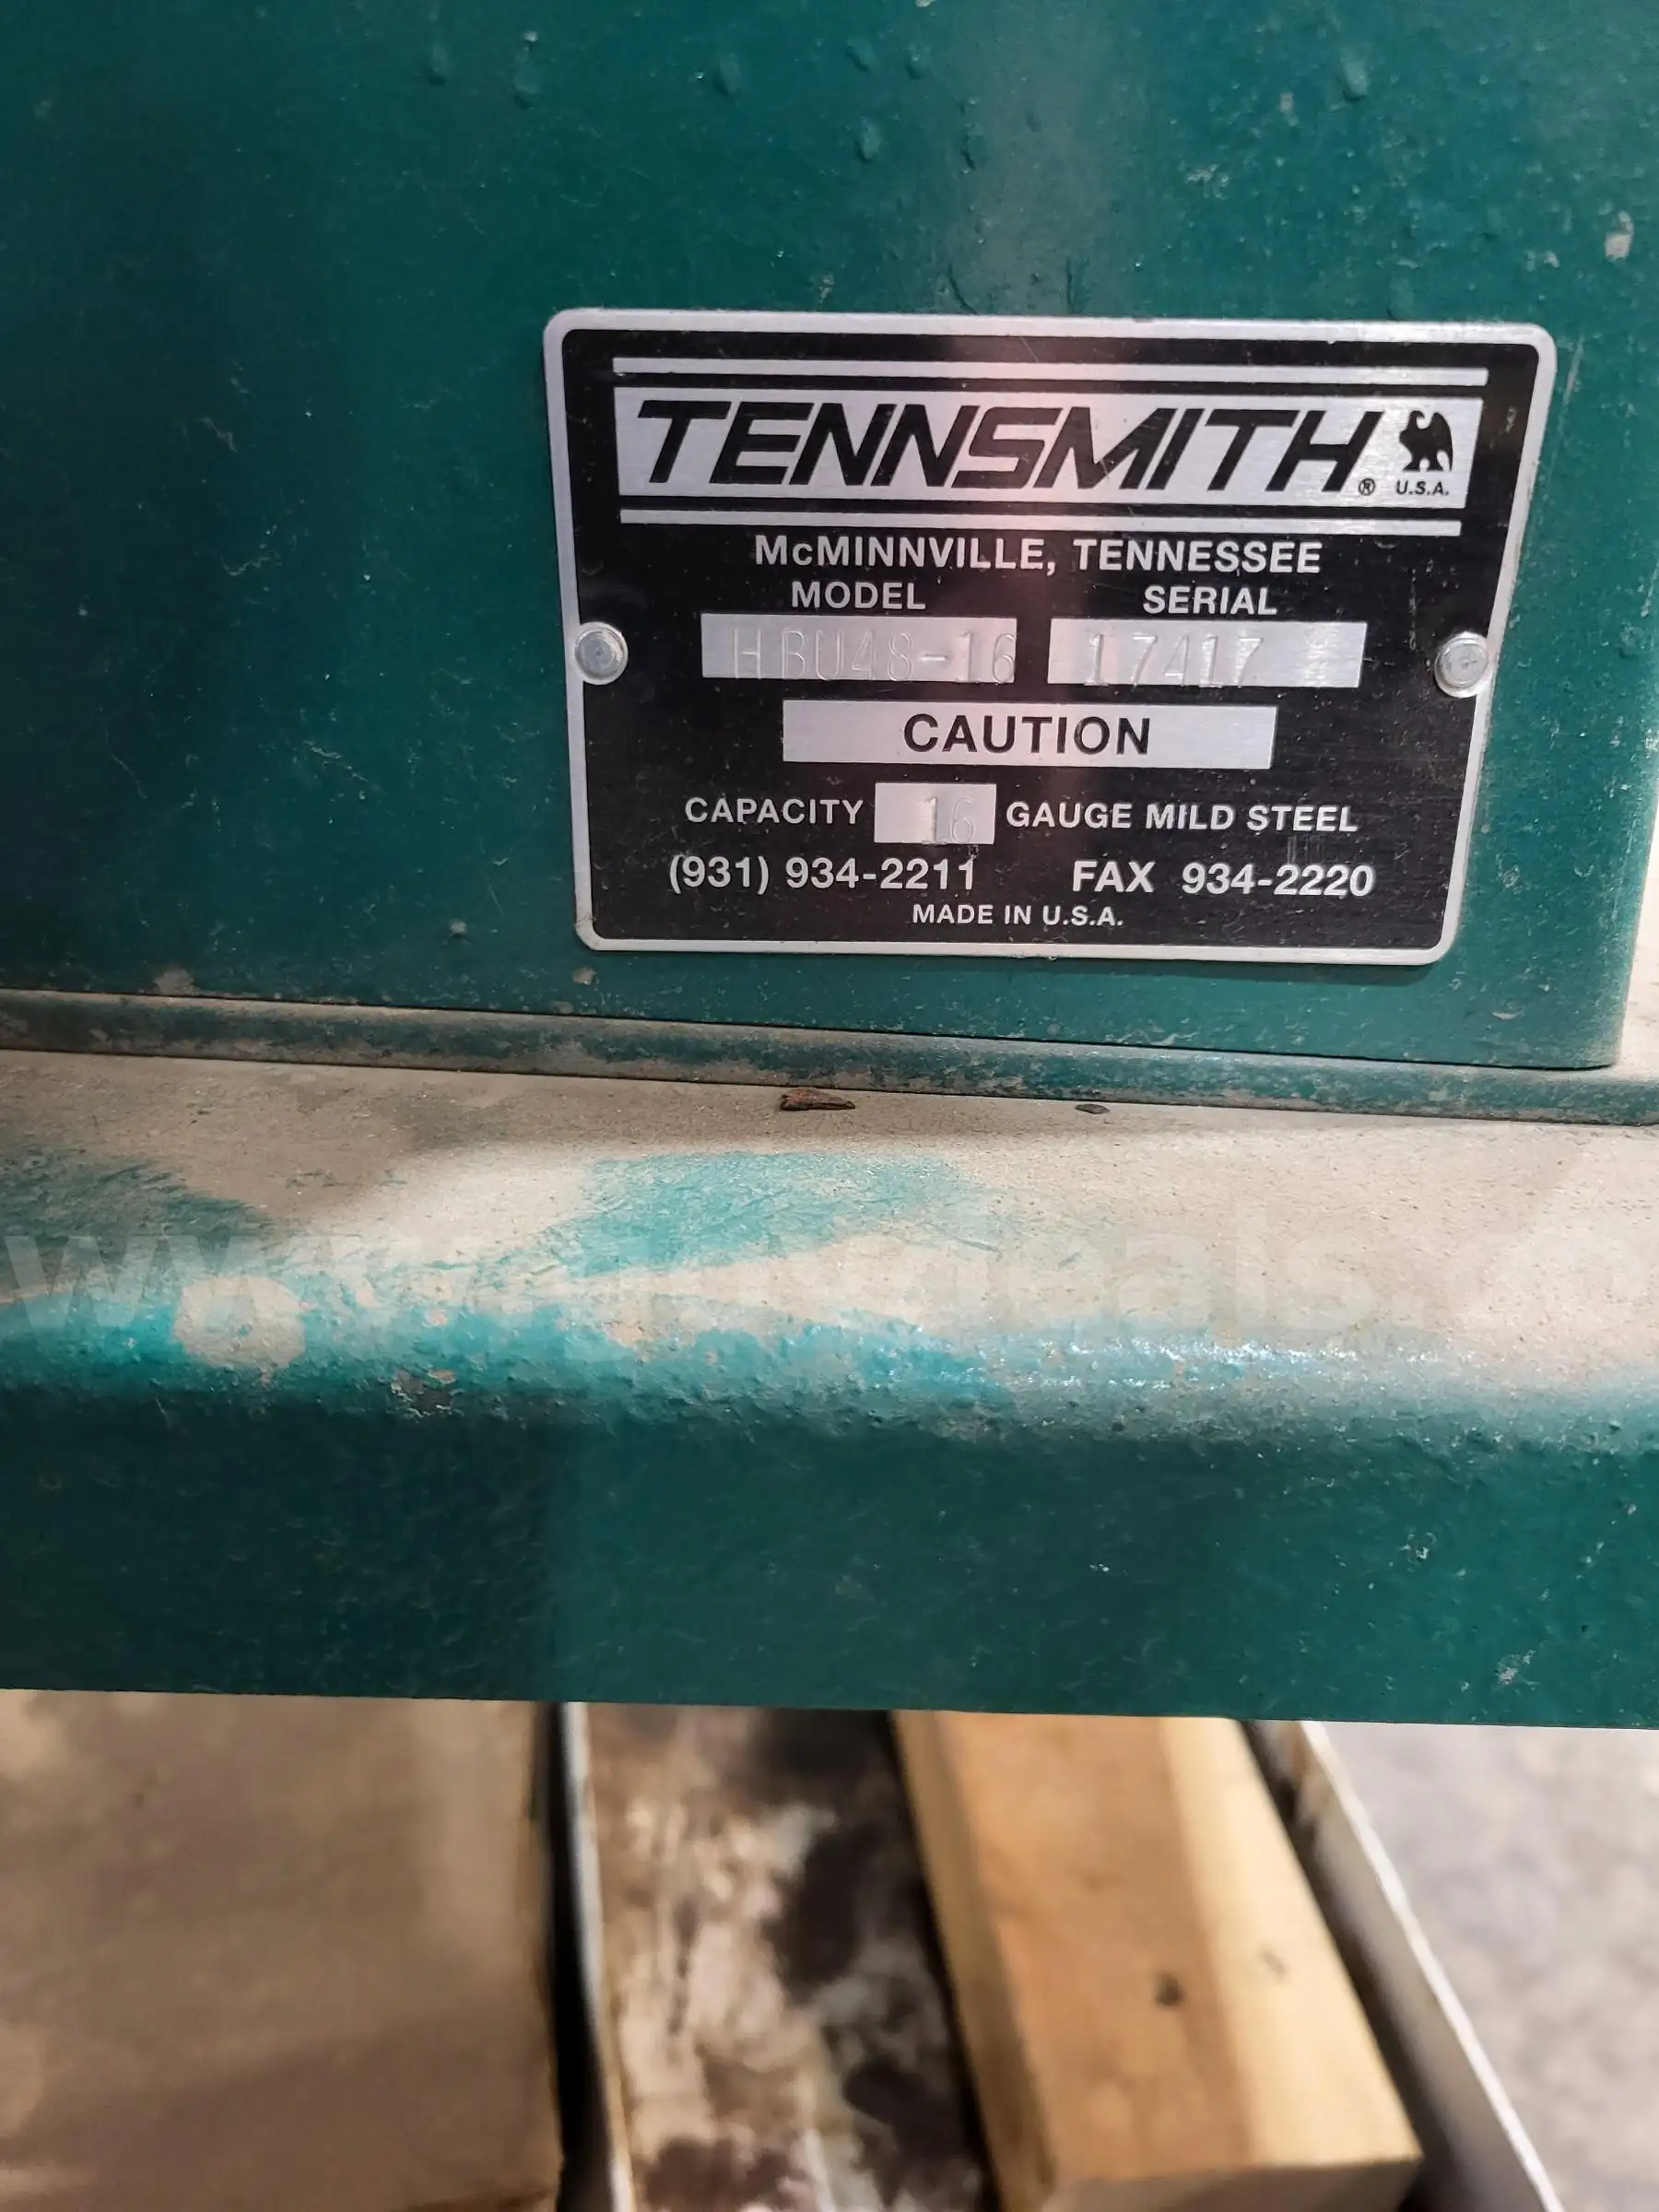 TENNSMITH®
U.S.A.
McMINNVILLE, TENNESSEE
MODEL SERIAL
HBU48-16 17417
CAUTION
CAPACITY 16 GAUGE MILD STEEL
(931) 934-2211 FAX 934-2220
MADE IN U.S.A.